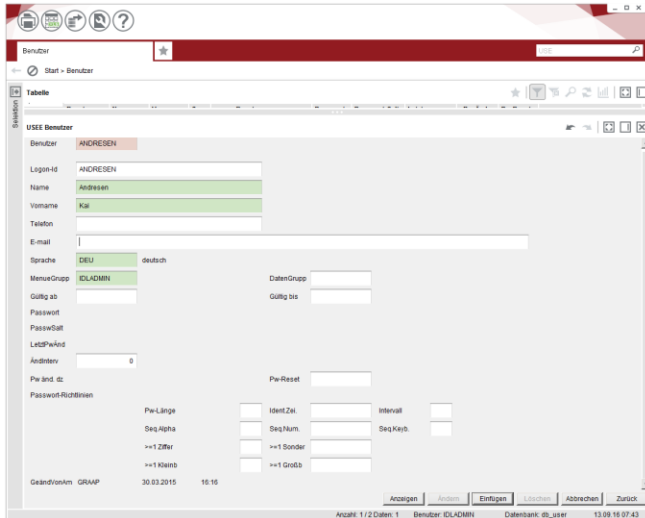 Benutzer
USE
Start > Benutzer
Selektion
Tabelle
USEE Benutzer
Benutzer ANDRESEN
Logon-Id ANDRESEN
Name Andresen
Vorname Kai
Telefon
E-mail
Sprache DEU deutsch
MenueGrupp IDLADMIN DatenGrupp
Gültig ab Gültig bis
Passwort
PasswSalt
LetztPwÄnd
ÄndInterv 0
Pw änd. dz. Pw-Reset
Passwort-Richtlinien
Pw-Länge Ident.Zei. Intervall
Seq.Alpha Seq.Num. Seq.Keyb.
>=1 Ziffer >=1 Sonder
>=1 Kleinb >=1 Großb
GeändVonAm GRAAP 30.03.2015 16:16
Anzeigen Ändern Einfügen Löschen Abbrechen Zurück
Anzahl: 1 / 2 Daten: 1 Benutzer: IDLADMIN Datenbank: db_user 13.09.16 07:43